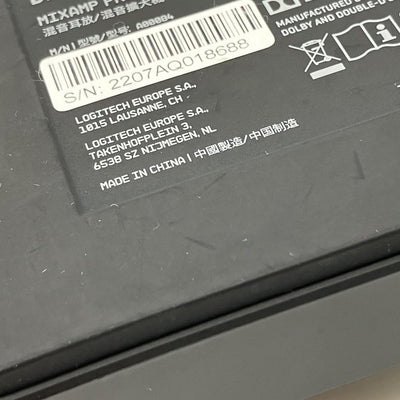 MIXAMP
混音耳放/混音擴大
M/N | 型號/型号: A00084
S/N: 2207AQ018688
LOGITECH EUROPE S.A.,
1015 LAUSANNE, CH
LOGITECH EUROPE S.A.,
TAKENHOFPLEIN 3,
6538 SZ NIJMEGEN, NL
MADE IN CHINA | 中國製造/中国制造
MANUFACTURED
DOLBY AND DOUBLE-D